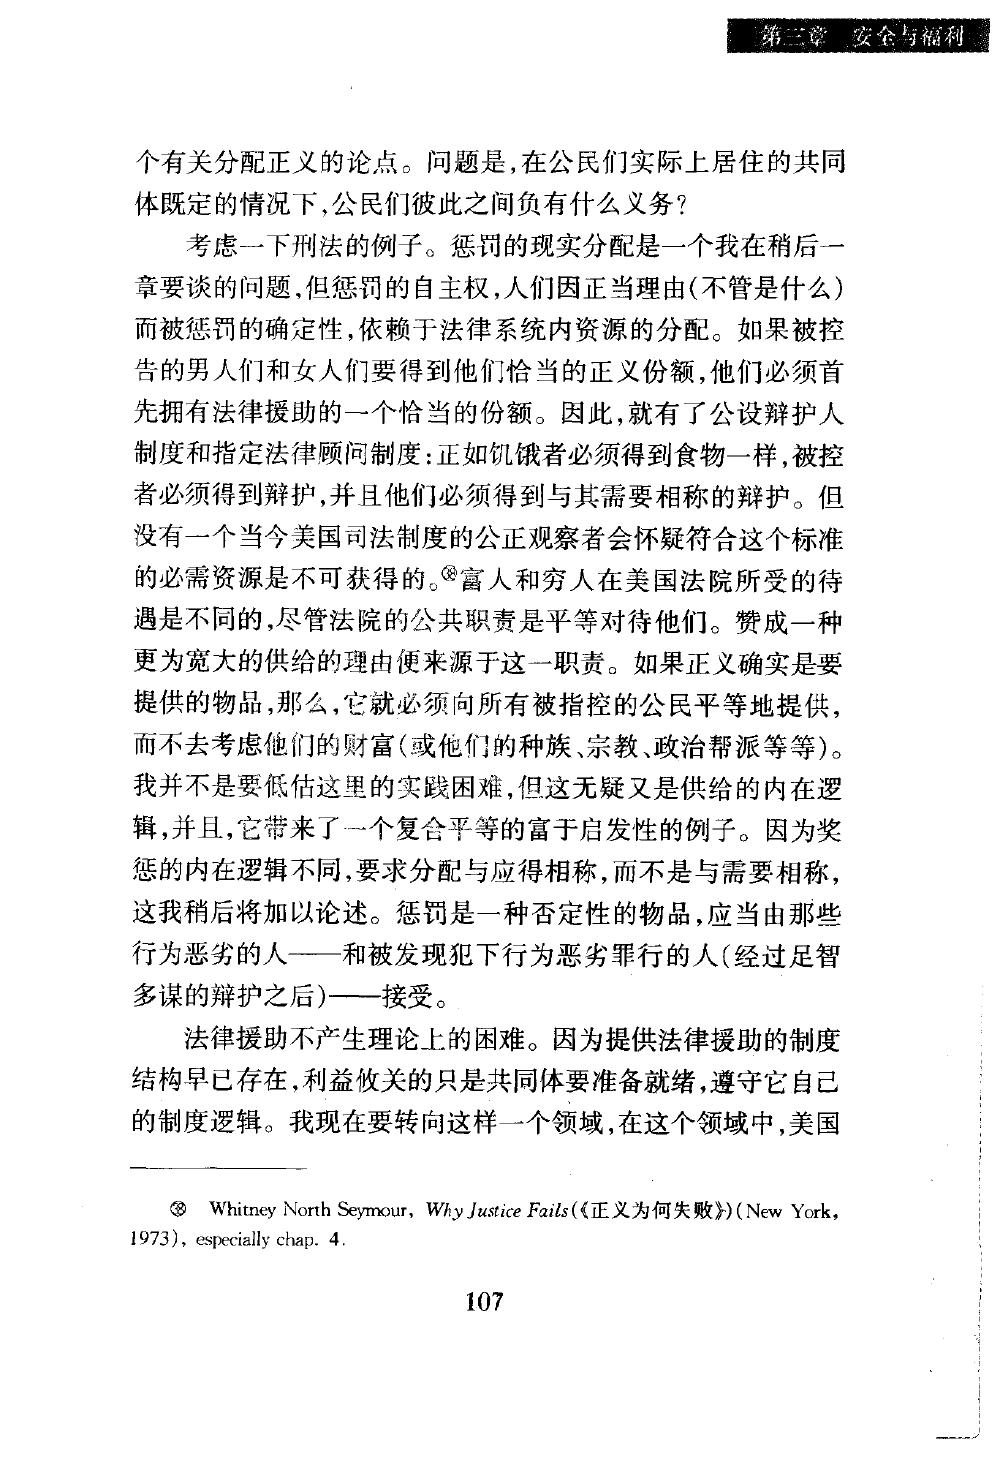 第三章 安全与福利
个有关分配正义的论点。问题是,在公民们实际上居住的共同
体既定的情况下,公民们彼此之间负有什么义务?
考虑一下刑法的例子。惩罚的现实分配是一个我在稍后一
章要谈的问题,但惩罚的自主权,人们因正当理由(不管是什么)
而被惩罚的确定性,依赖于法律系统内资源的分配。如果被控
告的男人们和女人们要得到他们恰当的正义份额,他们必须首
先拥有法律援助的一个恰当的份额。因此,就有了公设辩护人
制度和指定法律顾问制度:正如饥饿者必须得到食物一样,被控
者必须得到辩护,并且他们必须得到与其需要相称的辩护。但
没有一个当今美国司法制度的公正观察者会怀疑符合这个标准
的必需资源是不可获得的。㊳富人和穷人在美国法院所受的待
遇是不同的,尽管法院的公共职责是平等对待他们。赞成一种
更为宽大的供给的理由便来源于这一职责。如果正义确实是要
提供的物品,那么,它就必须向所有被指控的公民平等地提供,
而不去考虑他们的财富(或他们的种族、宗教、政治帮派等等)。
我并不是要低估这里的实践困难,但这无疑又是供给的内在逻
辑,并且,它带来了一个复合平等的富于启发性的例子。因为奖
惩的内在逻辑不同,要求分配与应得相称,而不是与需要相称,
这我稍后将加以论述。惩罚是一种否定性的物品,应当由那些
行为恶劣的人——和被发现犯下行为恶劣罪行的人(经过足智
多谋的辩护之后)——接受。
法律援助不产生理论上的困难。因为提供法律援助的制度
结构早已存在,利益攸关的只是共同体要准备就绪,遵守它自己
的制度逻辑。我现在要转向这样一个领域,在这个领域中,美国
㊳ Whitney North Seymour, Why Justice Fails(《正义为何失败》)(New York,
1973), especially chap. 4.
107